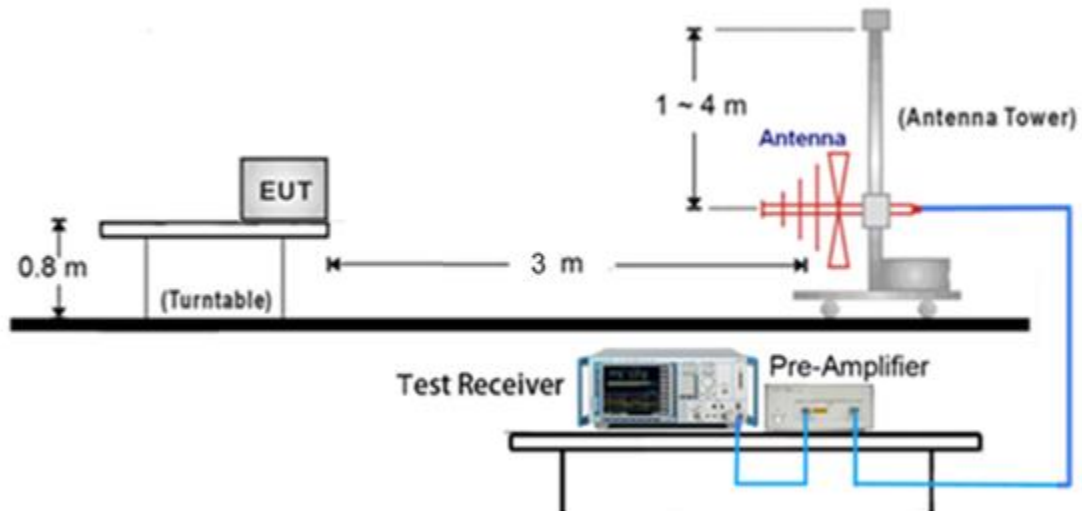 1 ~ 4 m
(Antenna Tower)
Antenna
EUT
0.8 m
3 m
(Turntable)
Test Receiver
Pre-Amplifier